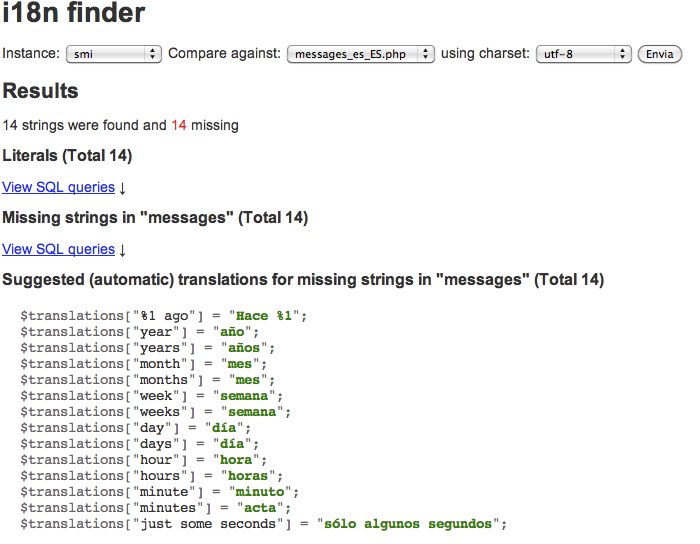 i18n finder
Instance: smi Compare against: messages_es_ES.php using charset: utf-8 Envia
Results
14 strings were found and 14 missing
Literals (Total 14)
View SQL queries ↓
Missing strings in "messages" (Total 14)
View SQL queries ↓
Suggested (automatic) translations for missing strings in "messages" (Total 14)
$translations["%1 ago"] = "Hace %1";
$translations["year"] = "año";
$translations["years"] = "años";
$translations["month"] = "mes";
$translations["months"] = "mes";
$translations["week"] = "semana";
$translations["weeks"] = "semana";
$translations["day"] = "día";
$translations["days"] = "día";
$translations["hour"] = "hora";
$translations["hours"] = "horas";
$translations["minute"] = "minuto";
$translations["minutes"] = "acta";
$translations["just some seconds"] = "sólo algunos segundos";